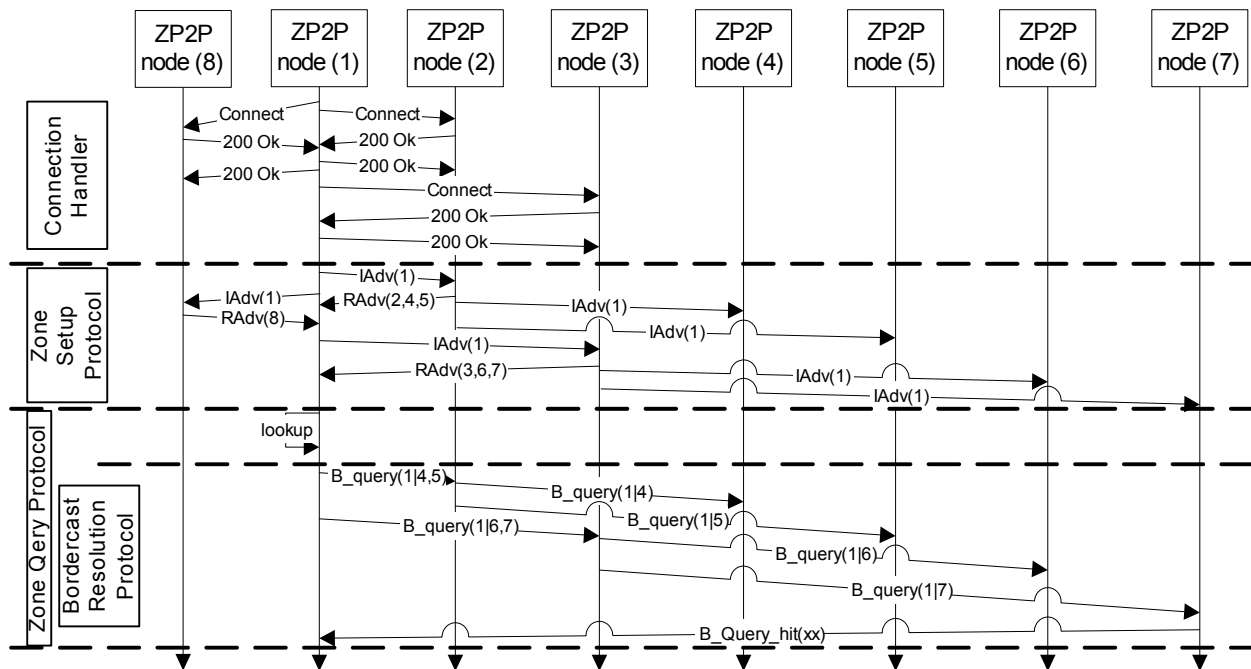 ZP2P
node (8)
ZP2P
node (1)
ZP2P
node (2)
ZP2P
node (3)
ZP2P
node (4)
ZP2P
node (5)
ZP2P
node (6)
ZP2P
node (7)
Connection
Handler
Connect
Connect
200 Ok
200 Ok
200 Ok
200 Ok
Connect
200 Ok
200 Ok
Zone
Setup
Protocol
IAdv(1)
IAdv(1)
RAdv(2,4,5)
IAdv(1)
RAdv(8)
IAdv(1)
IAdv(1)
RAdv(3,6,7)
IAdv(1)
IAdv(1)
Zone Qery Protocol
lookup
Bordercast
Resolution
Protocol
B_query(1|4,5)
B_query(1|4)
B_query(1|5)
B_query(1|6,7)
B_query(1|6)
B_query(1|7)
B_Query_hit(xx)